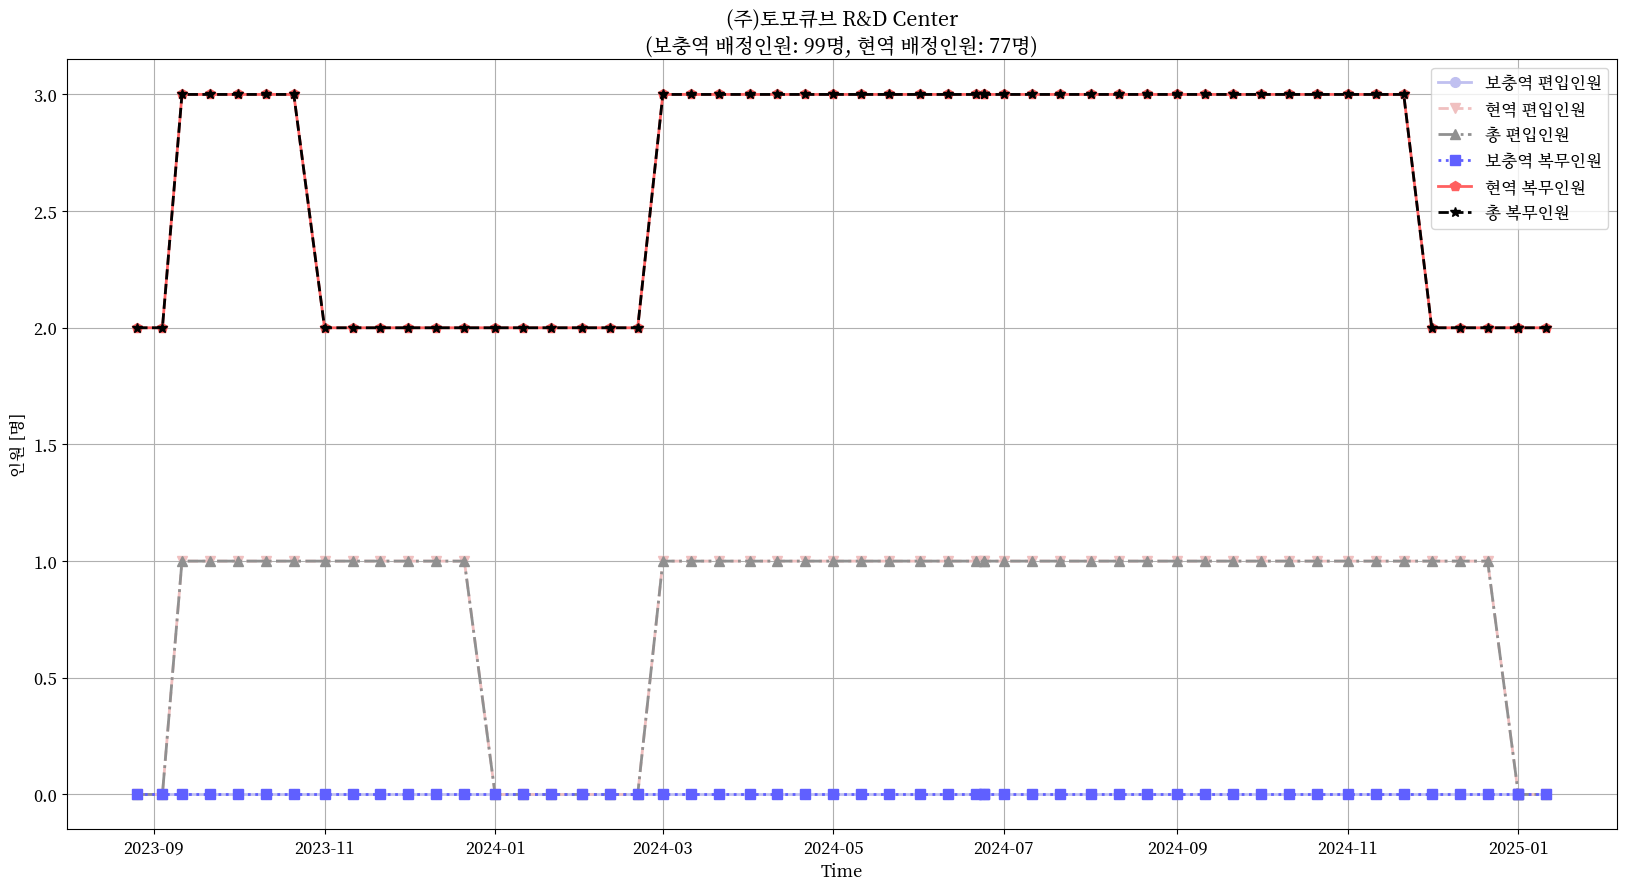 (주)토모큐브 R&D Center
(보충역 배정인원: 99명, 현역 배정인원: 77명)
보충역 편입인원
현역 편입인원
총 편입인원
보충역 복무인원
현역 복무인원
총 복무인원
인원 [명]
3.0
2.5
2.0
1.5
1.0
0.5
0.0
2023-09
2023-11
2024-01
2024-03
2024-05
2024-07
2024-09
2024-11
2025-01
Time